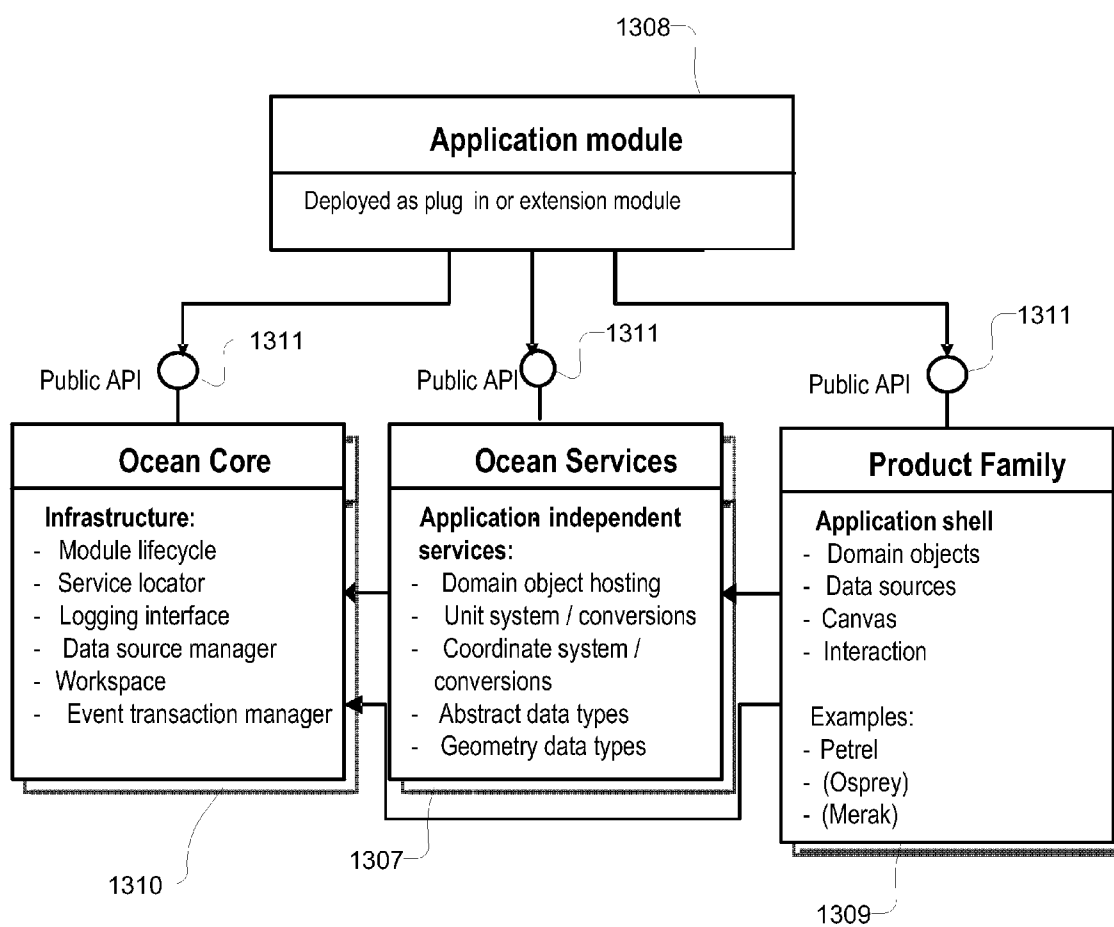 1308
Application module
Deployed as plug in or extension module
1311
1311
1311
Public API
Public API
Public API
Ocean Core
Infrastructure:
- Module lifecycle
- Service locator
- Logging interface
- Data source manager
- Workspace
- Event transaction manager
1310
Ocean Services
Application independent
services:
- Domain object hosting
- Unit system / conversions
- Coordinate system /
conversions
- Abstract data types
- Geometry data types
1307
Product Family
Application shell
- Domain objects
- Data sources
- Canvas
- Interaction
Examples:
- Petrel
- (Osprey)
- (Merak)
1309